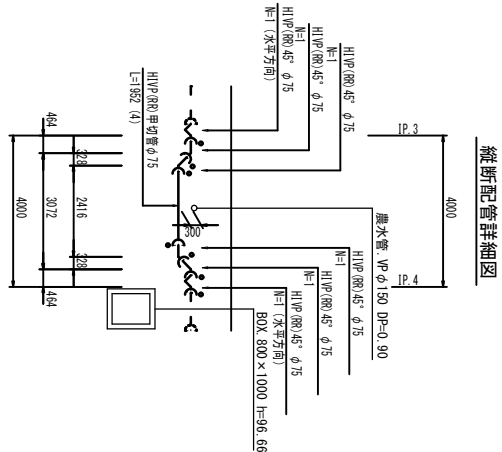 縦断配管詳細図
4000
IP.3
IP.4
HIVP(RR)45° φ75
N=1
HIVP(RR)45° φ75
N=1
HIVP(RR)45° φ75
N=1 (水平方向)
農水管. VPφ150 DP=0.90
HIVP(RR)45° φ75
N=1
HIVP(RR)45° φ75
N=1
HIVP(RR)45° φ75
N=1 (水平方向)
BOX. 800×1000 h=96.66
300
HIVP(RR)甲切管φ75
L=1952 (4)
328
2416
328
464
3072
464
4000